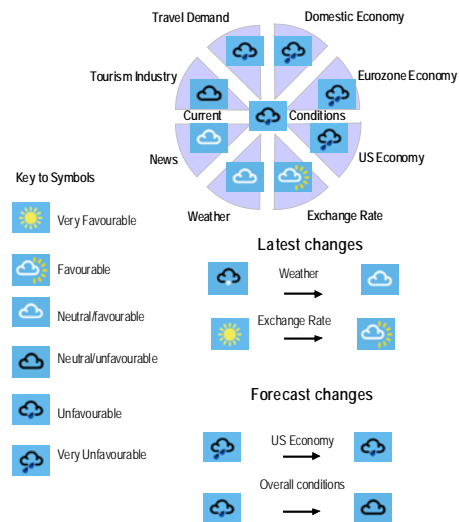 Travel Demand
Domestic Economy
Tourism Industry
Eurozone Economy
Current
Conditions
News
US Economy
Weather
Exchange Rate
Key to Symbols
Very Favourable
Favourable
Neutral/favourable
Neutral/unfavourable
Unfavourable
Very Unfavourable
Latest changes
Weather
Exchange Rate
Forecast changes
US Economy
Overall conditions